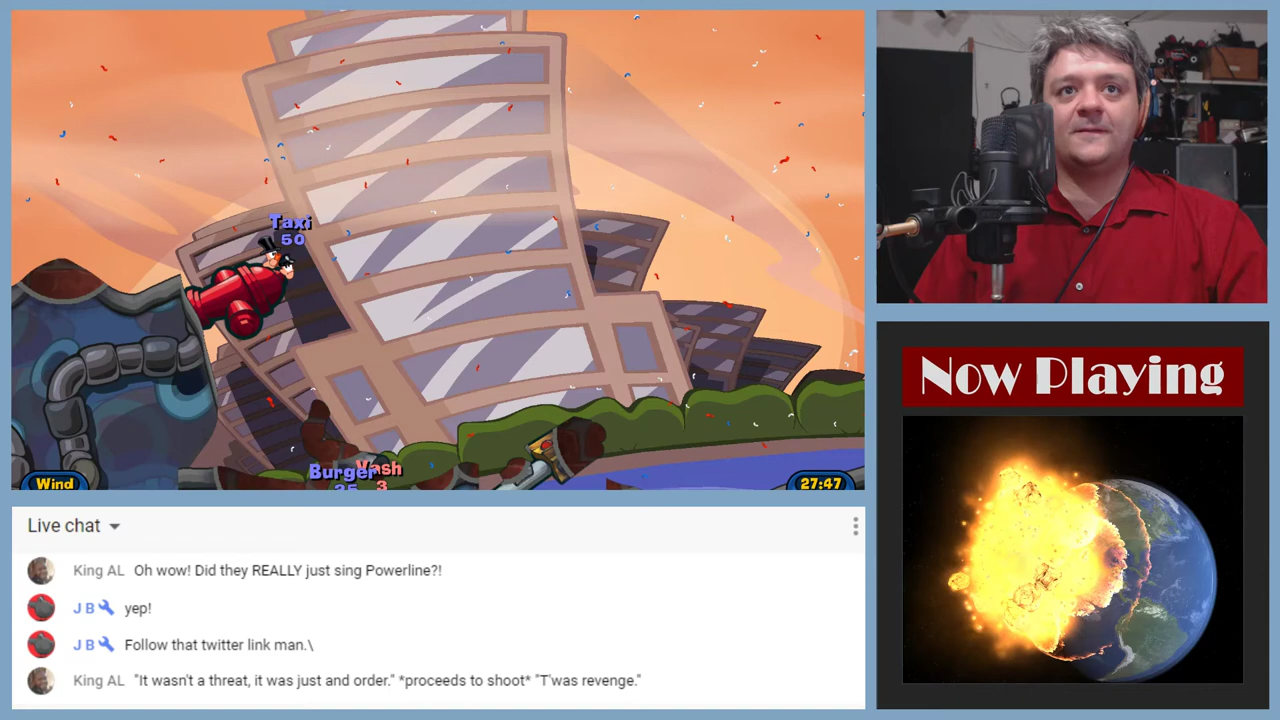 Taxi
50
Burger
Vash
3
Wind
27:47
Now Playing
Live chat
King AL Oh wow! Did they REALLY just sing Powerline?!
J B yep!
J B Follow that twitter link man.\
King AL "It wasn't a threat, it was just and order." *proceeds to shoot* "T'was revenge."